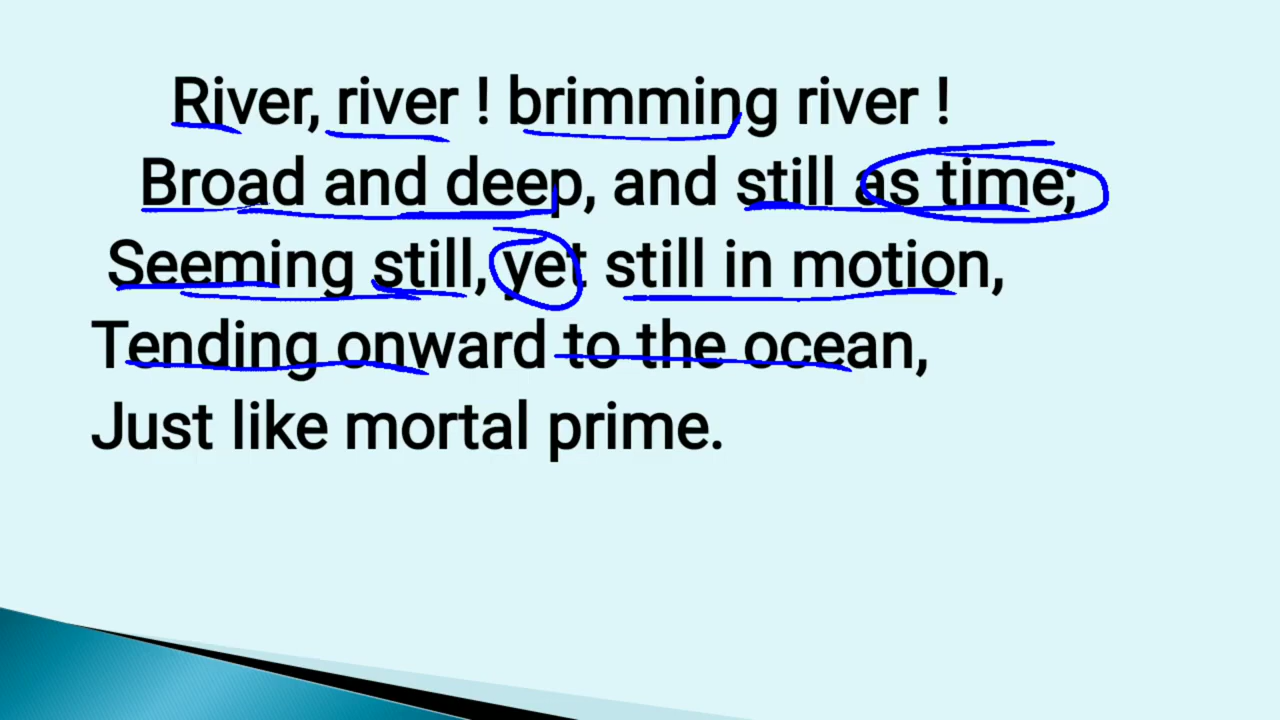 River, river ! brimming river !
Broad and deep, and still as time;
Seeming still, yet still in motion,
Tending onward to the ocean,
Just like mortal prime.